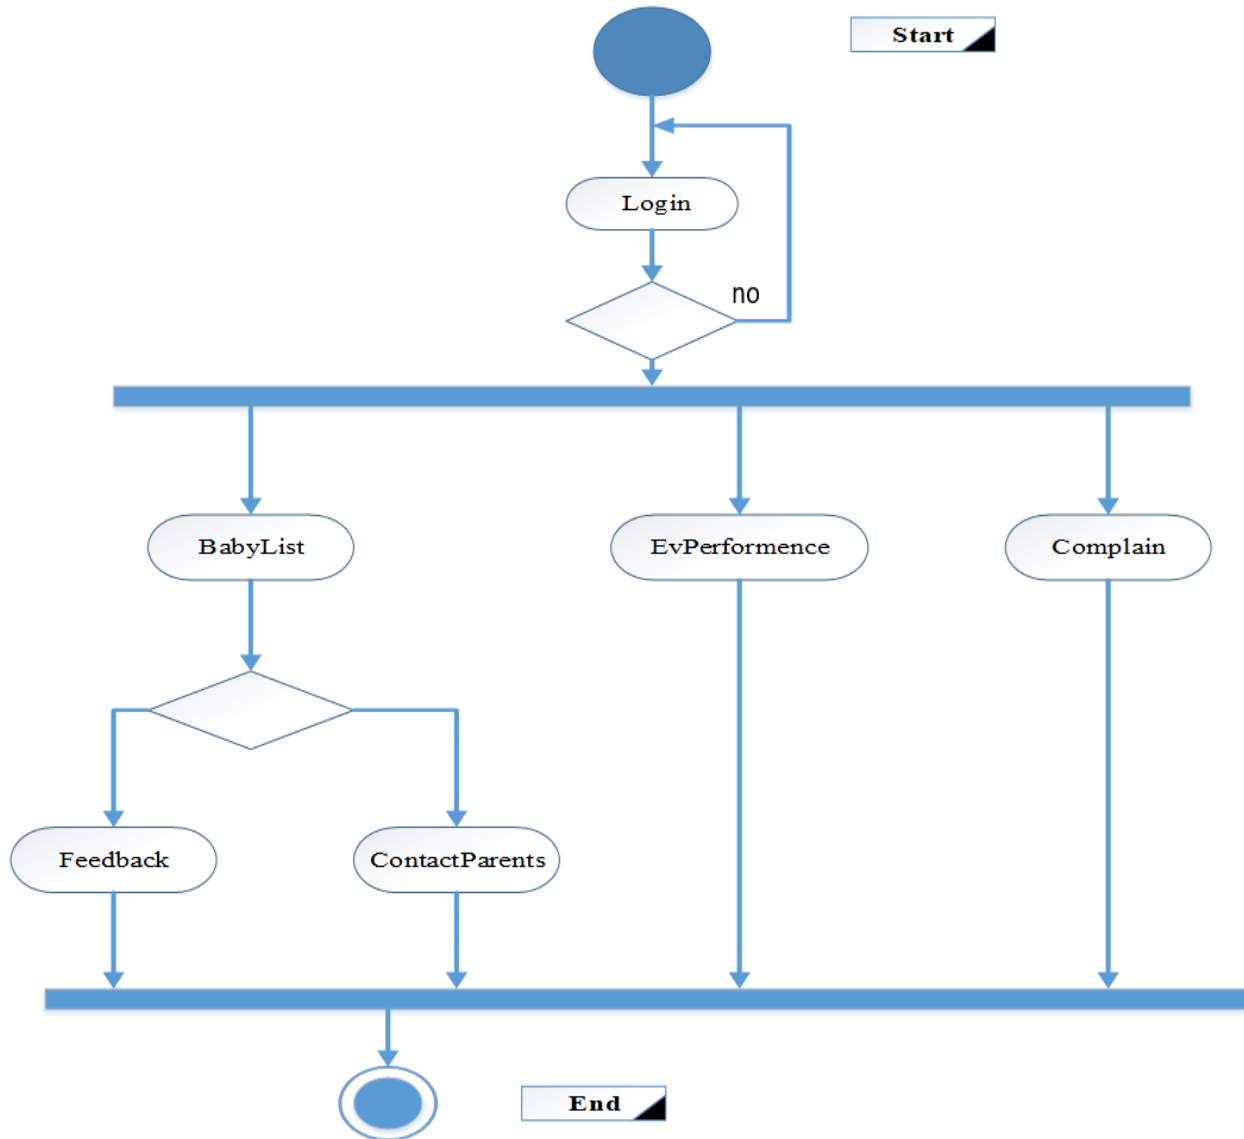 Start
Login
no
BabyList
EvPerformence
Complain
Feedback
ContactParents
End